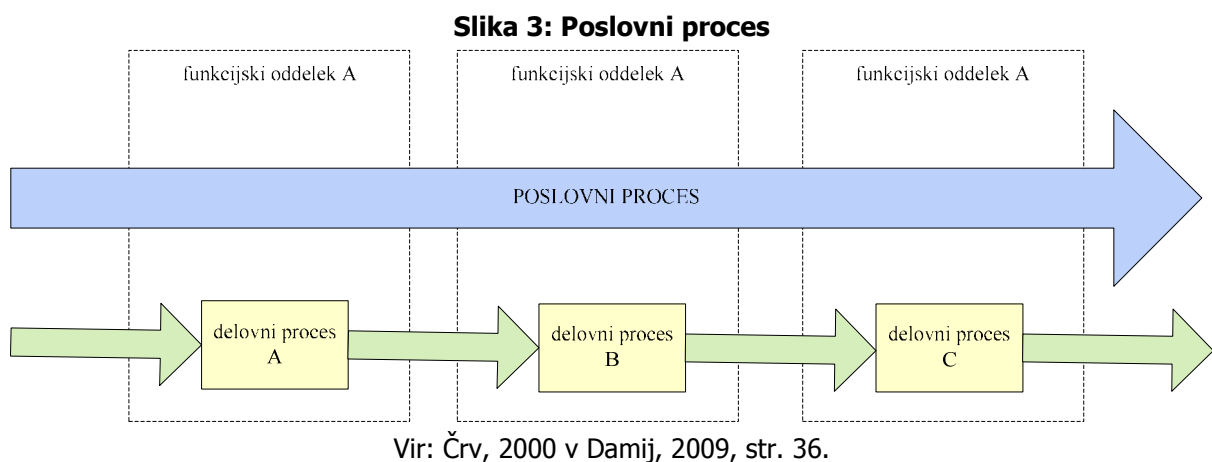 Slika 3: Poslovni proces
funkcijski oddelek A
funkcijski oddelek A
funkcijski oddelek A
POSLOVNI PROCES
delovni proces
A
delovni proces
B
delovni proces
C
Vir: Črv, 2000 v Damij, 2009, str. 36.